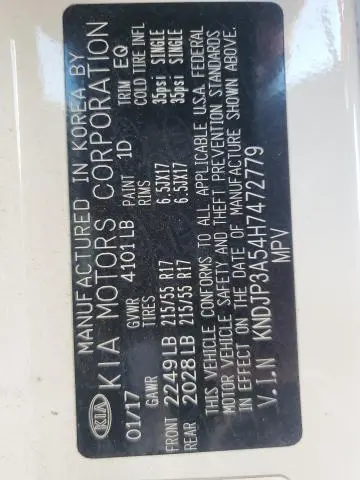 KIA
MANUFACTURED IN KOREA BY
KIA MOTORS CORPORATION
01/17 GVWR 4101LB PAINT 1D TRIM EQ
GAWR TIRES RIMS COLD TIRE INFL
FRONT 2249LB 215/55 R17 6.5JX17 35psi SINGLE
REAR 2028LB 215/55 R17 6.5JX17 35psi SINGLE
THIS VEHICLE CONFORMS TO ALL APPLICABLE U.S.A. FEDERAL
MOTOR VEHICLE SAFETY AND THEFT PREVENTION STANDARDS
IN EFFECT ON THE DATE OF MANUFACTURE SHOWN ABOVE.
V.I.N KNDJP3A54H7472779
MPV